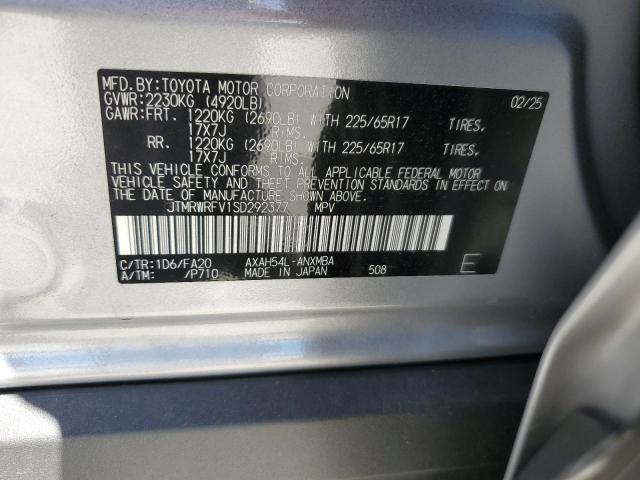 MFD.BY:TOYOTA MOTOR CORPORATION 02/25
GVWR:2230KG (4920LB)
GAWR:FRT. 1220KG (2690LB) WITH 225/65R17 TIRES,
17X7J RIMS,
RR. 1220KG (2690LB) WITH 225/65R17 TIRES,
17X7J RIMS,
THIS VEHICLE CONFORMS TO ALL APPLICABLE FEDERAL MOTOR
VEHICLE SAFETY AND THEFT PREVENTION STANDARDS IN EFFECT ON
THE DATE OF MANUFACTURE SHOWN ABOVE.
JTMRWRFV1SD292377 MPV
C/TR:1D6/FA20 AXAH54L-ANXMBA
A/TM: /P710 MADE IN JAPAN 508 E